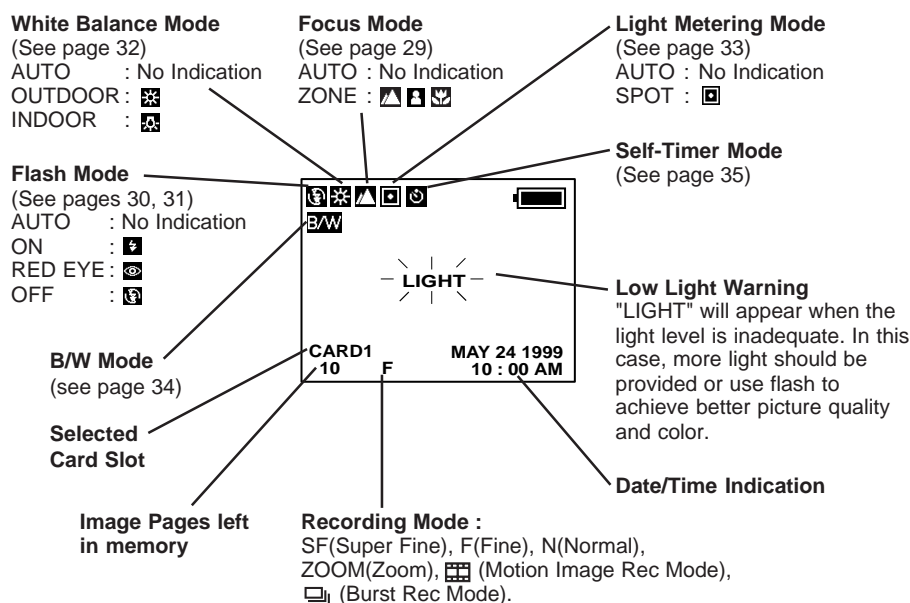 White Balance Mode
(See page 32)
AUTO : No Indication
OUTDOOR :
INDOOR :
Focus Mode
(See page 29)
AUTO : No Indication
ZONE :
Light Metering Mode
(See page 33)
AUTO : No Indication
SPOT :
Self-Timer Mode
(See page 35)
Flash Mode
(See pages 30, 31)
AUTO : No Indication
ON :
RED EYE :
OFF :
B/W
LIGHT
CARD1
10 F
MAY 24 1999
10 : 00 AM
Low Light Warning
"LIGHT" will appear when the
light level is inadequate. In this
case, more light should be
provided or use flash to
achieve better picture quality
and color.
B/W Mode
(see page 34)
Selected
Card Slot
Date/Time Indication
Image Pages left
in memory
Recording Mode :
SF(Super Fine), F(Fine), N(Normal),
ZOOM(Zoom), (Motion Image Rec Mode),
(Burst Rec Mode).